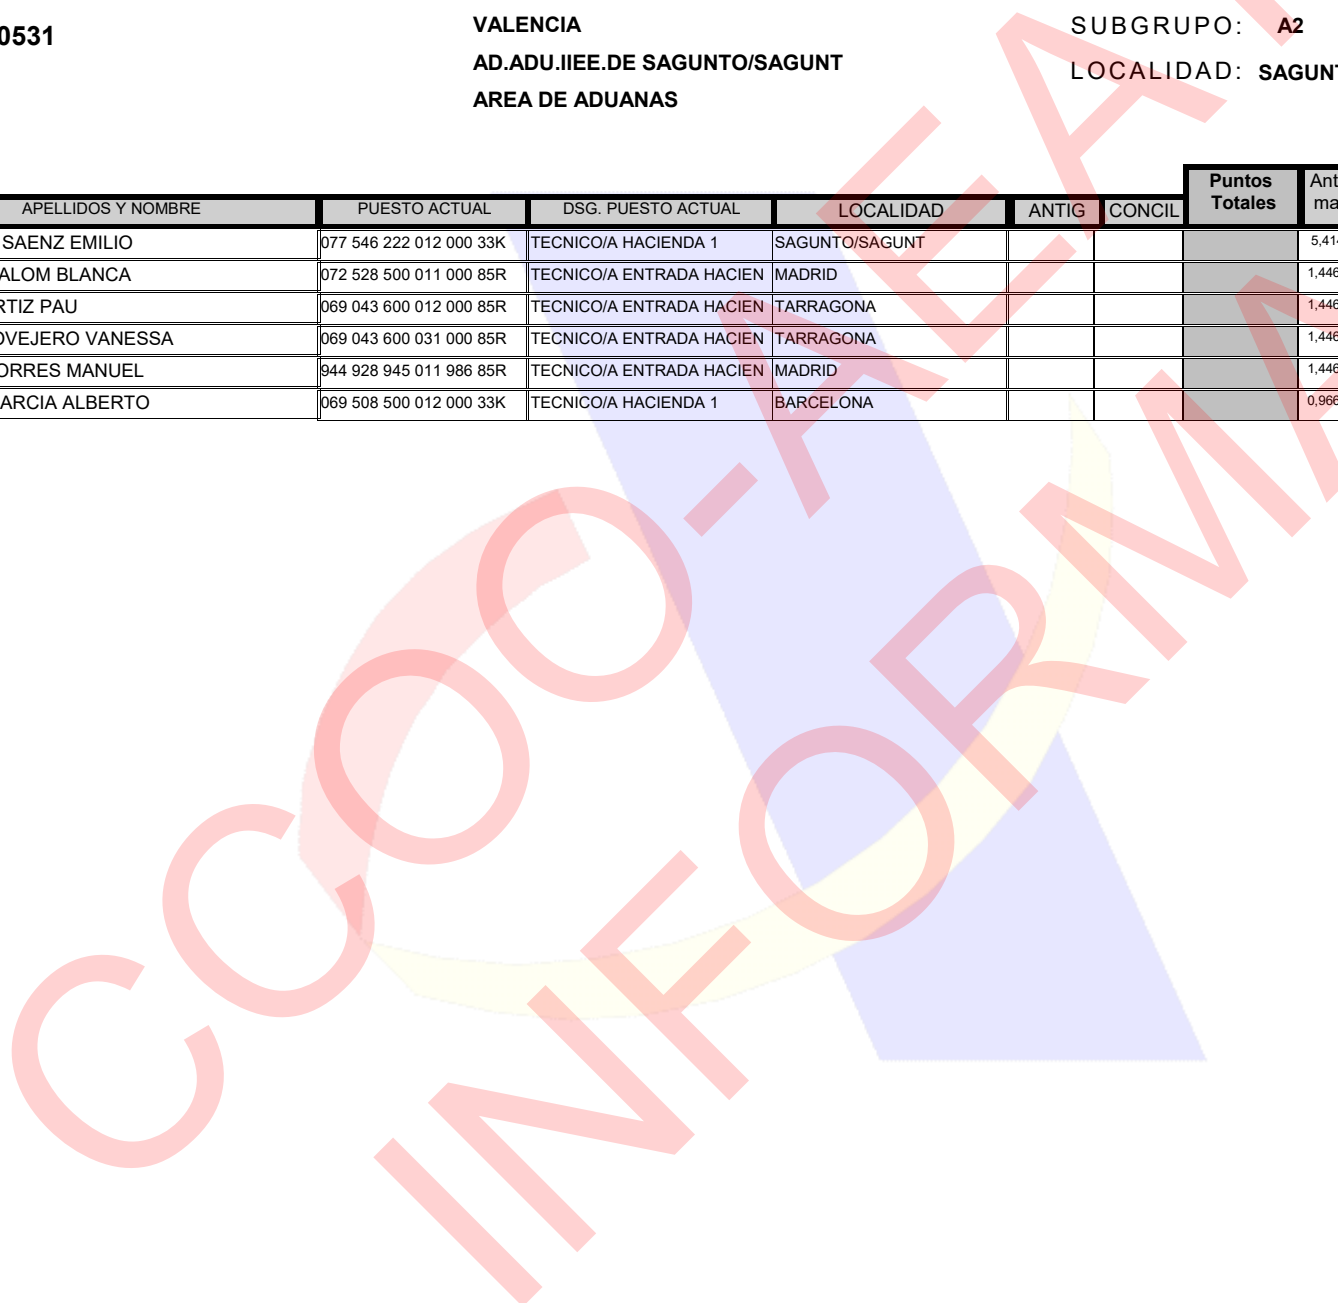 0531
VALENCIA
SUBGRUPO: A2
AD.ADU.IIEE.DE SAGUNTO/SAGUNT
LOCALIDAD: SAGUNT
AREA DE ADUANAS
Puntos Totales
Ant
ma
APELLIDOS Y NOMBRE PUESTO ACTUAL DSG. PUESTO ACTUAL LOCALIDAD ANTIG CONCIL
SAENZ EMILIO 077 546 222 012 000 33K TECNICO/A HACIENDA 1 SAGUNTO/SAGUNT 5,414
ALOM BLANCA 072 528 500 011 000 85R TECNICO/A ENTRADA HACIEN MADRID 1,446
RTIZ PAU 069 043 600 012 000 85R TECNICO/A ENTRADA HACIEN TARRAGONA 1,446
OVEJERO VANESSA 069 043 600 031 000 85R TECNICO/A ENTRADA HACIEN TARRAGONA 1,446
ORRES MANUEL 944 928 945 011 986 85R TECNICO/A ENTRADA HACIEN MADRID 1,446
ARCIA ALBERTO 069 508 500 012 000 33K TECNICO/A HACIENDA 1 BARCELONA 0,966
CCOO-AEAT
INFORMA